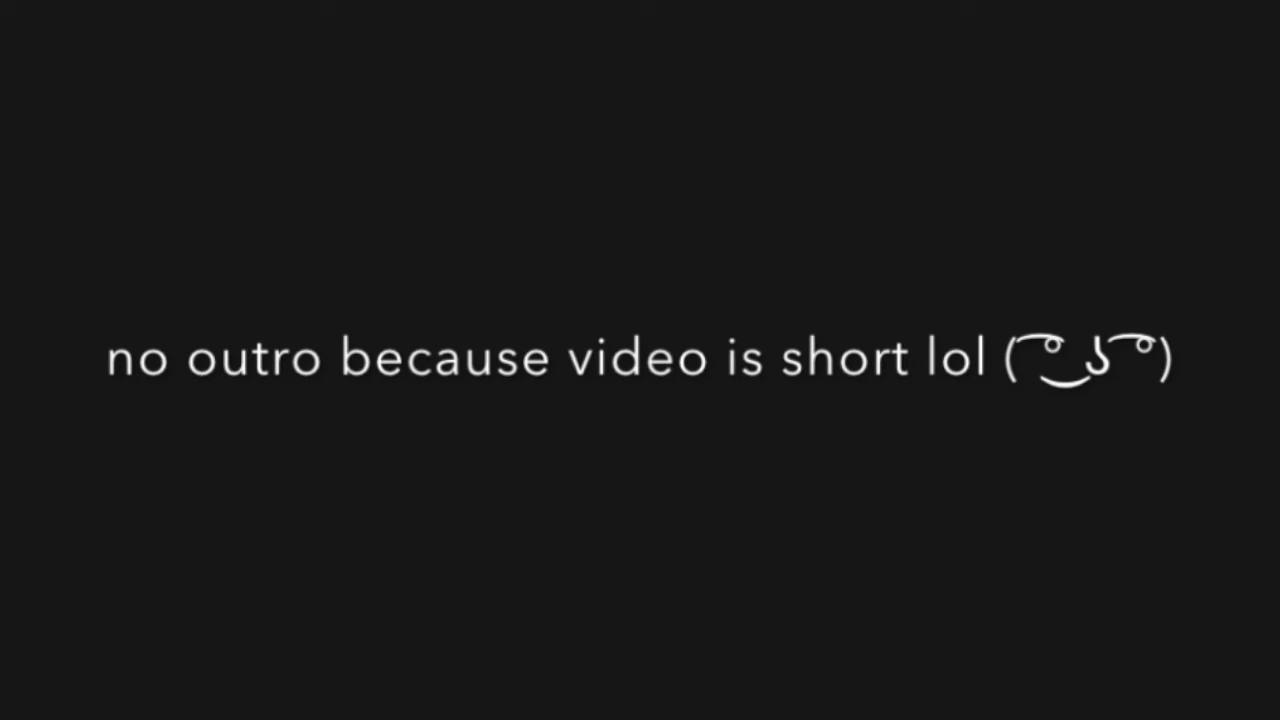 no outro because video is short lol ( ͡° ͜ʖ ͡°)